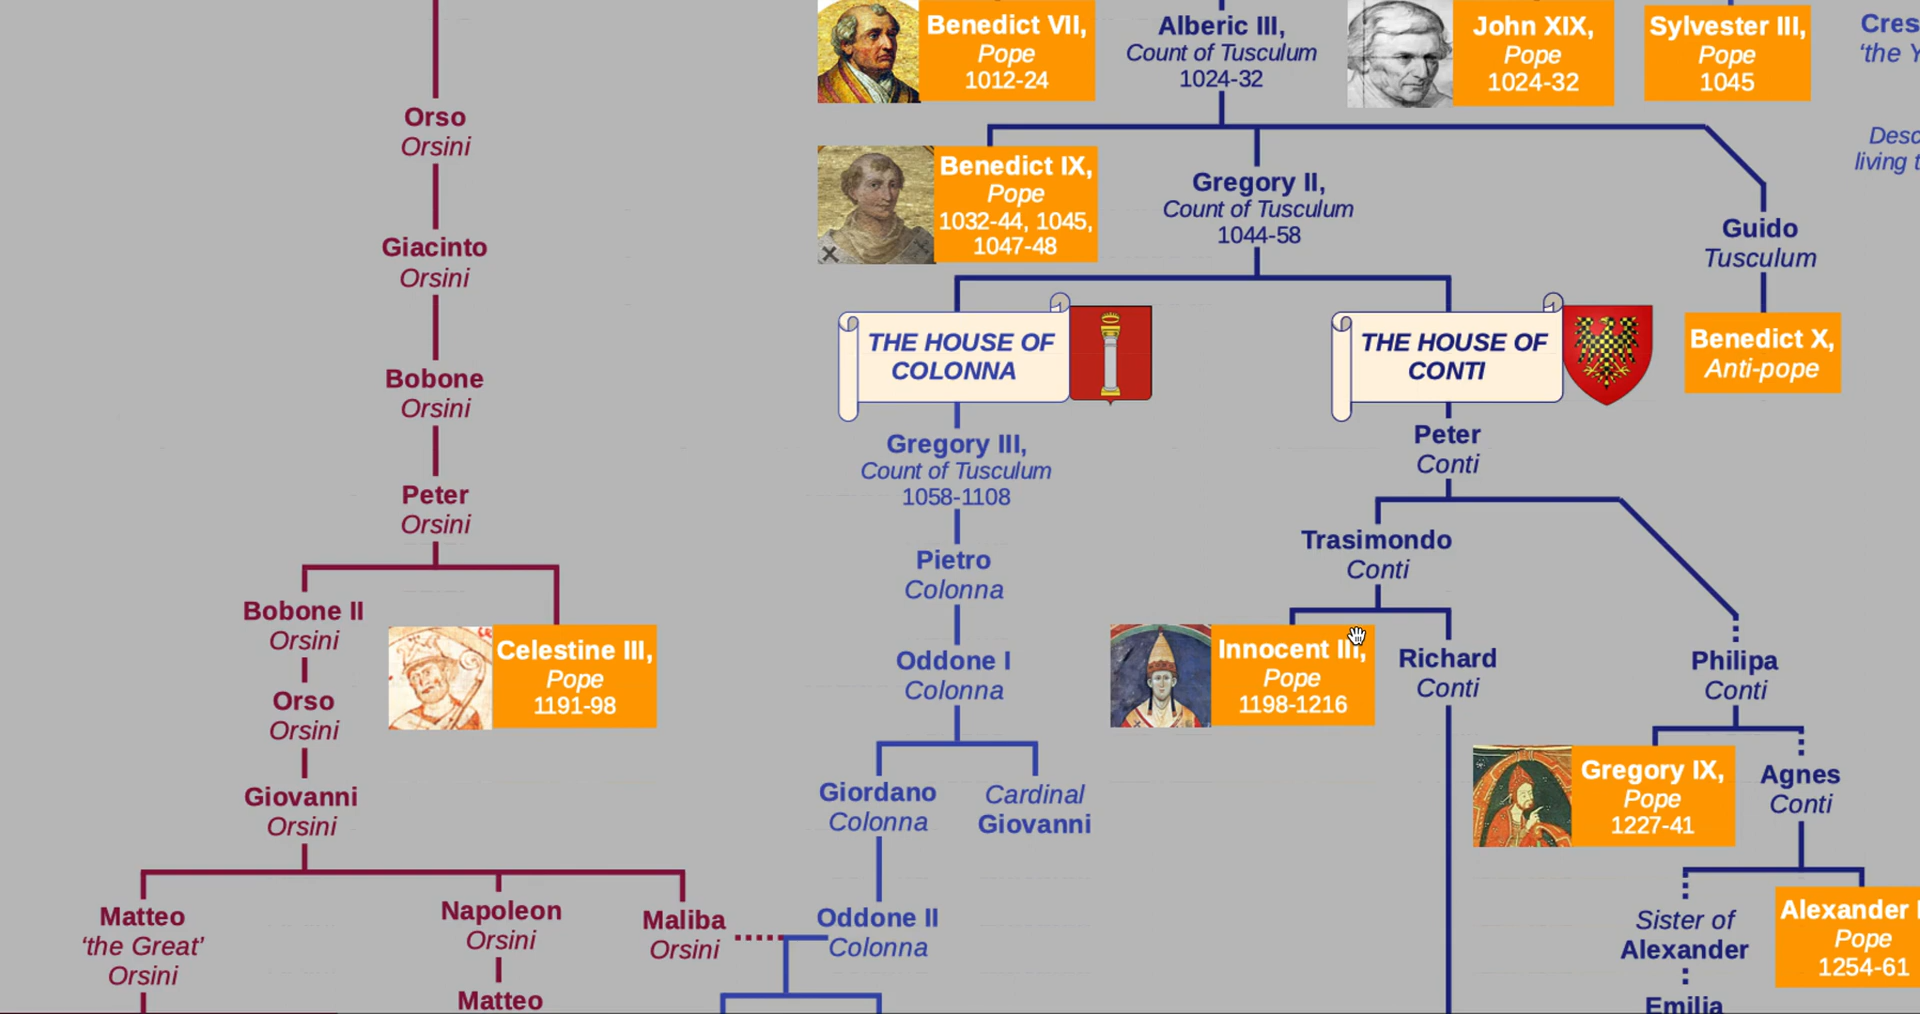 Benedict VII,
Pope
1012-24
Alberic III,
Count of Tusculum
1024-32
John XIX,
Pope
1024-32
Sylvester III,
Pope
1045
Orso
Orsini
Benedict IX,
Pope
1032-44, 1045,
1047-48
Gregory II,
Count of Tusculum
1044-58
Guido
Tusculum
Giacinto
Orsini
THE HOUSE OF
COLONNA
THE HOUSE OF
CONTI
Benedict X,
Anti-pope
Bobone
Orsini
Gregory III,
Count of Tusculum
1058-1108
Peter
Conti
Peter
Orsini
Pietro
Colonna
Trasimondo
Conti
Bobone II
Orsini
Celestine III,
Pope
1191-98
Oddone I
Colonna
Innocent III,
Pope
1198-1216
Richard
Conti
Philipa
Conti
Orso
Orsini
Giovanni
Orsini
Giordano
Colonna
Cardinal
Giovanni
Gregory IX,
Pope
1227-41
Agnes
Conti
Matteo
‘the Great’
Orsini
Napoleon
Orsini
Maliba
Orsini
Oddone II
Colonna
Sister of
Alexander
Alexander
Pope
1254-61
Matteo
Emilia